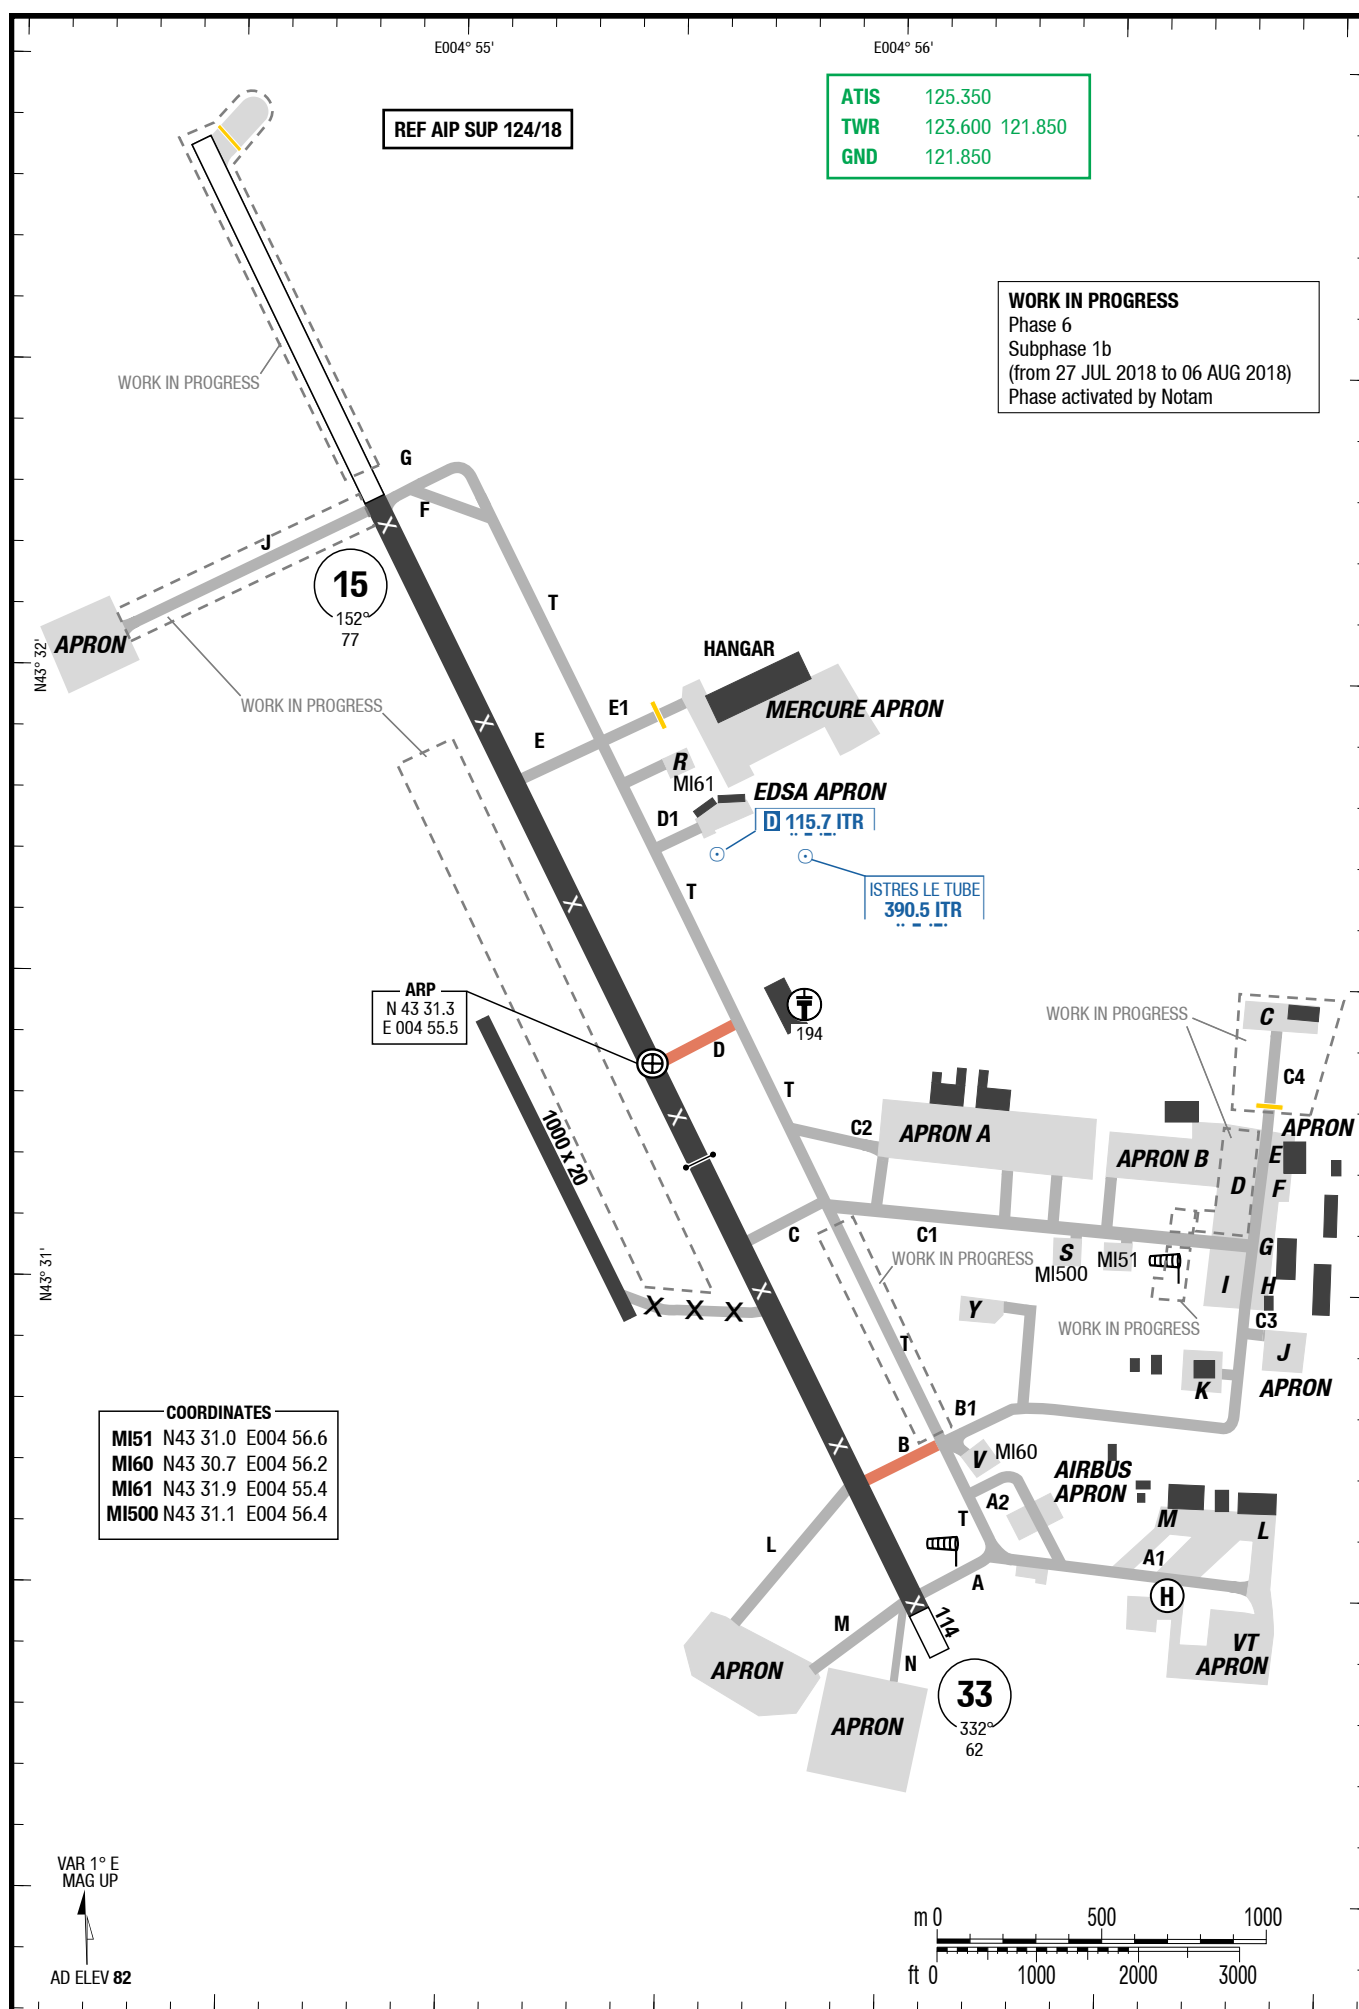 E004° 55'
E004° 56'
REF AIP SUP 124/18
ATIS 125.350
TWR 123.600 121.850
GND 121.850
WORK IN PROGRESS
Phase 6
Subphase 1b
(from 27 JUL 2018 to 06 AUG 2018)
Phase activated by Notam
WORK IN PROGRESS
G
F
J
15
152°
77
T
APRON
N43° 32'
HANGAR
WORK IN PROGRESS
E1
MERCURE APRON
E
R
MI61
EDSA APRON
D1
D 115.7 ITR
T
ISTRES LE TUBE
390.5 ITR
ARP
N 43 31.3
E 004 55.5
194
D
WORK IN PROGRESS
C
C4
T
1000 x 20
C2
APRON A
APRON B
APRON
E
D
F
C
C1
WORK IN PROGRESS
S
MI500
MI51
G
I
H
N43° 31'
Y
WORK IN PROGRESS
C3
T
J
K
APRON
COORDINATES
MI51 N43 31.0 E004 56.6
MI60 N43 30.7 E004 56.2
MI61 N43 31.9 E004 55.4
MI500 N43 31.1 E004 56.4
B1
B
V
MI60
AIRBUS
APRON
A2
T
M
L
L
A1
A
H
M
114
N
VT
APRON
APRON
33
332°
62
APRON
VAR 1° E
MAG UP
AD ELEV 82
m 0 500 1000
ft 0 1000 2000 3000